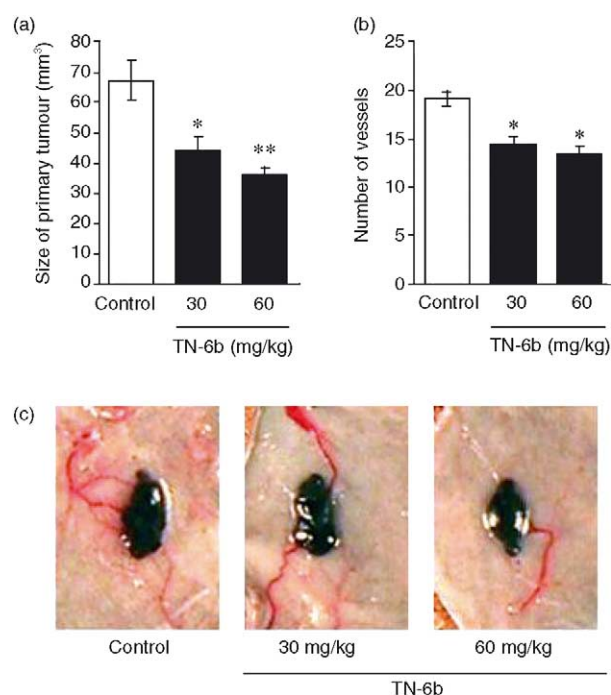 (a)
Size of primary tumour (mm³)
80
70
60
50
40
30
20
10
0
*
**
Control 30 60
TN-6b (mg/kg)
(b)
Number of vessels
25
20
15
10
5
0
*
*
Control 30 60
TN-6b (mg/kg)
(c)
Control 30 mg/kg 60 mg/kg
TN-6b